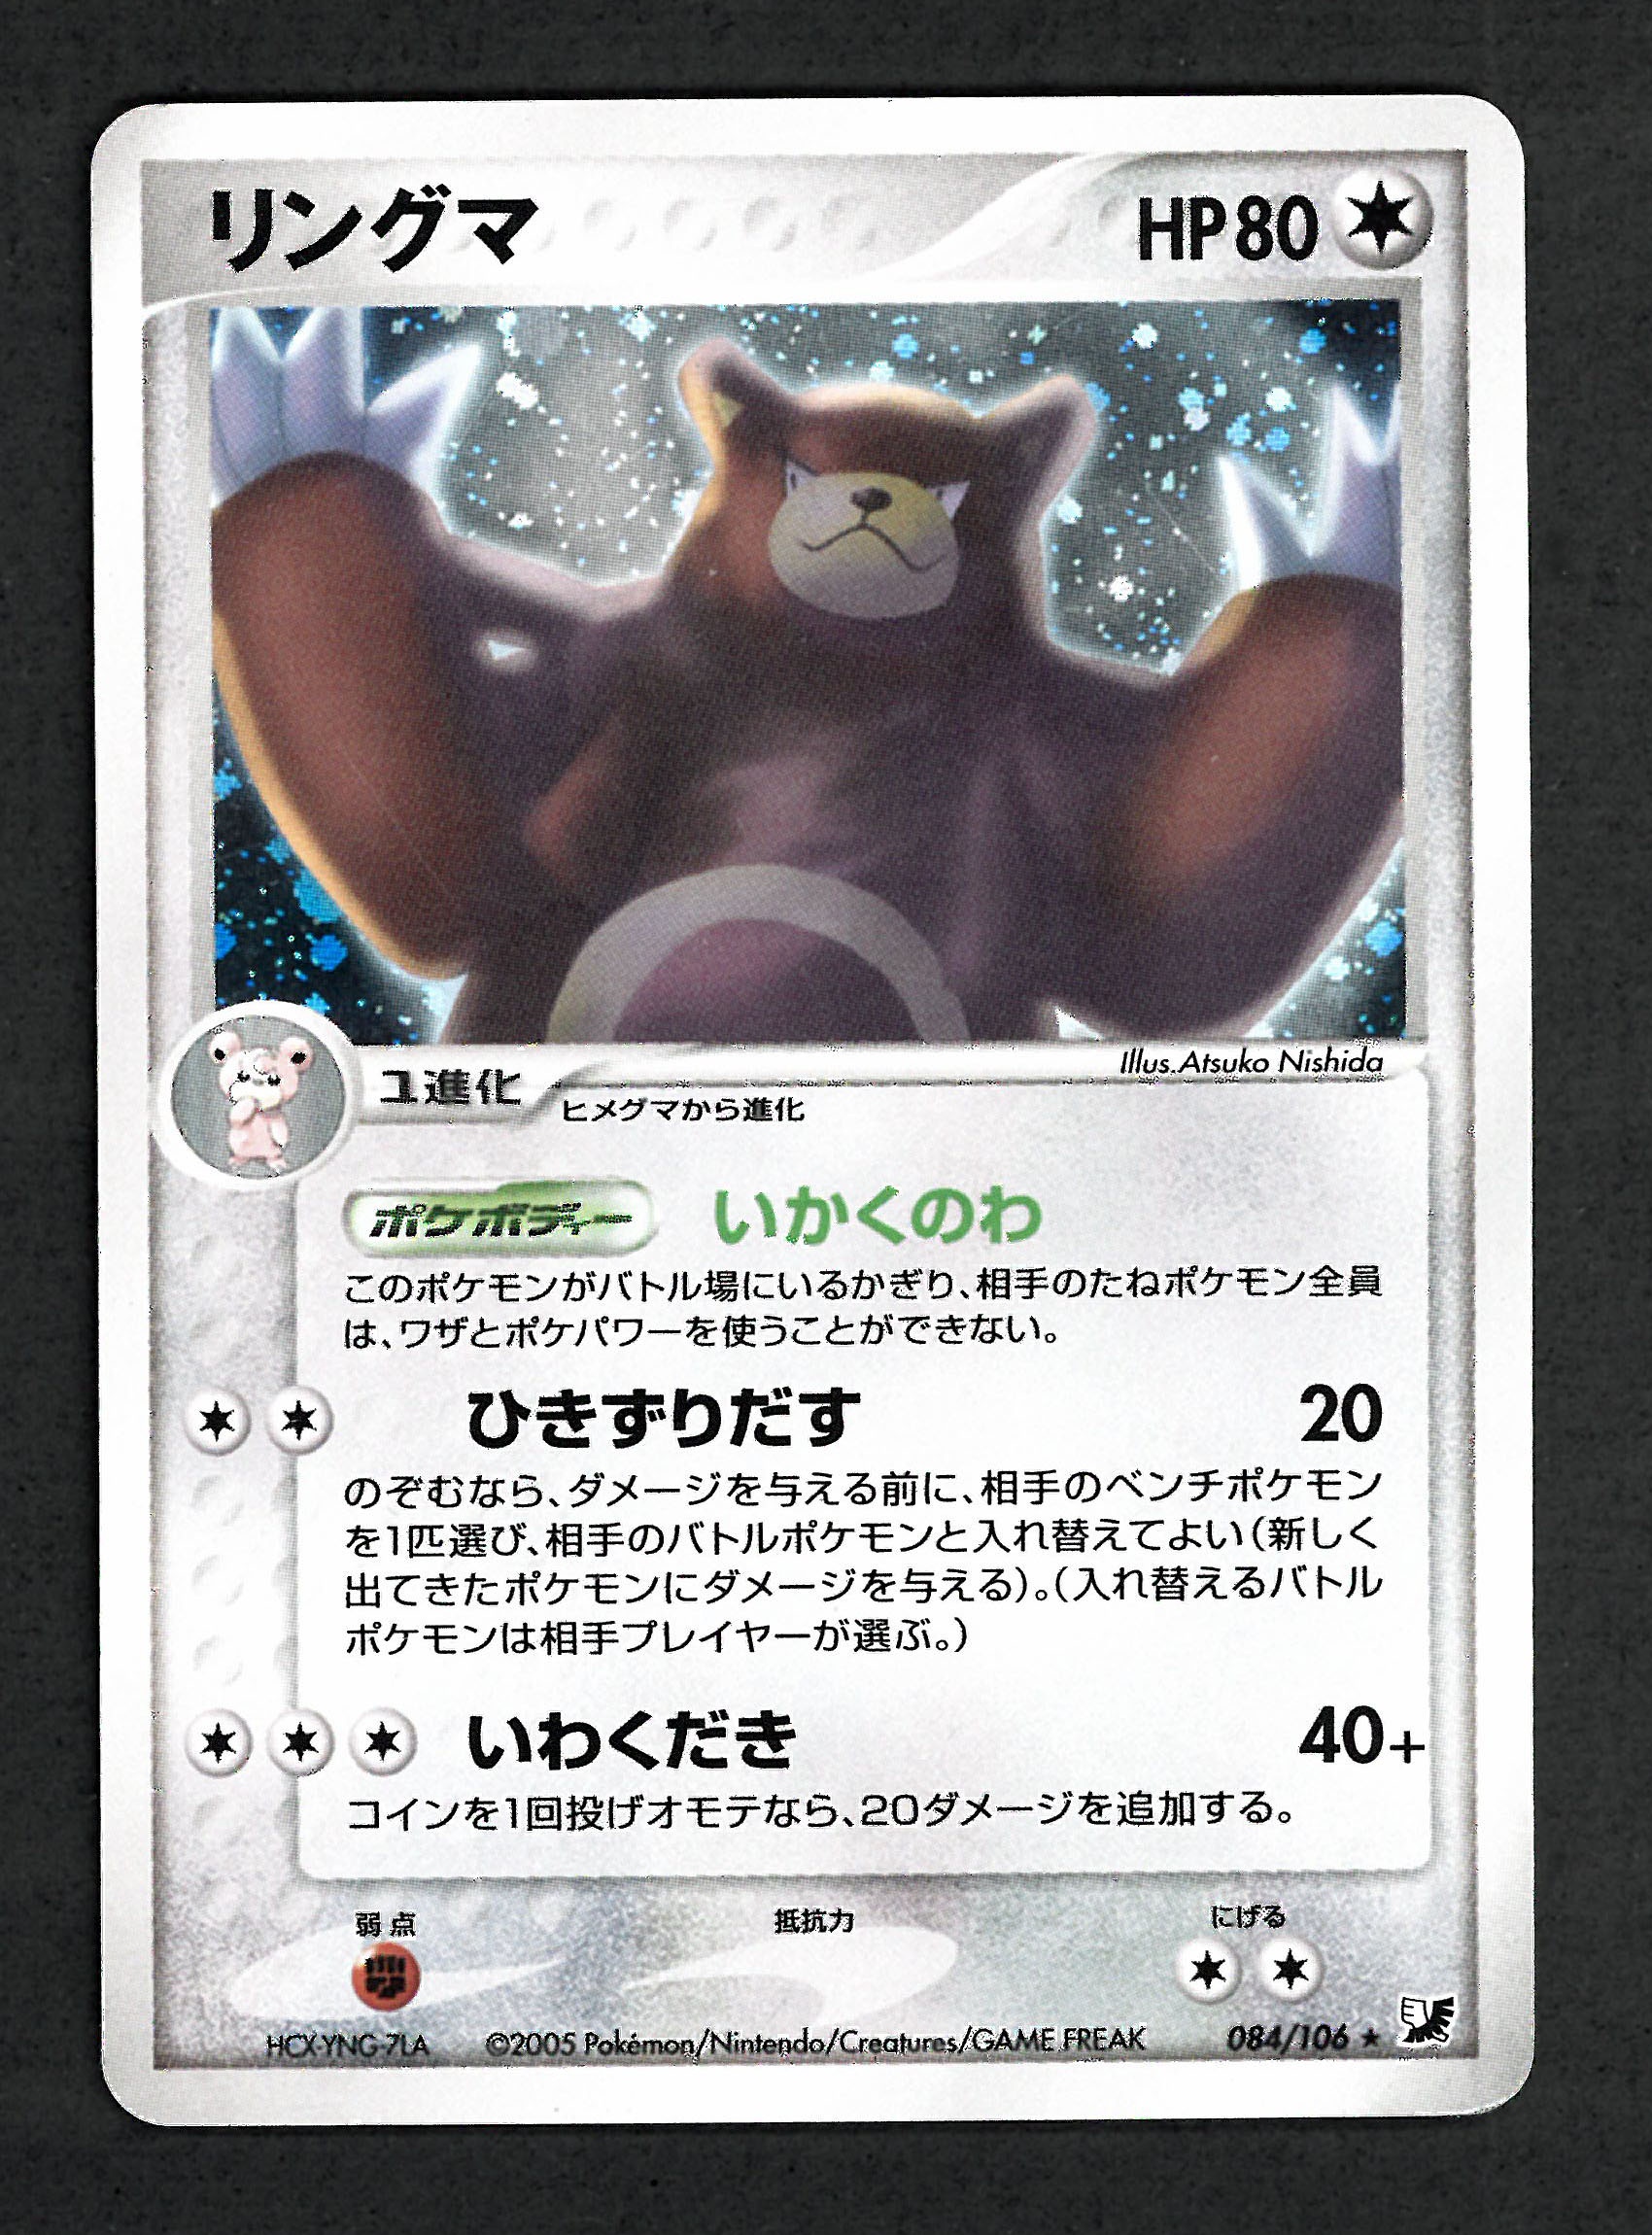 リングマ HP80
Illus.Atsuko Nishida
1進化
ヒメグマから進化
ポケボディー いかくのわ
このポケモンがバトル場にいるかぎり、相手のたねポケモン全員
は、ワザとポケパワーを使うことができない。
ひきずりだす 20
のぞむなら、ダメージを与える前に、相手のベンチポケモン
を1匹選び、相手のバトルポケモンと入れ替えてよい(新しく
出てきたポケモンにダメージを与える)。(入れ替えるバトル
ポケモンは相手プレイヤーが選ぶ。)
いわくだき 40+
コインを1回投げオモテなら、20ダメージを追加する。
弱点 抵抗力 にげる
HCX-YNG-7LA ©2005 Pokémon/Nintendo/Creatures/GAME FREAK 084/106 ★